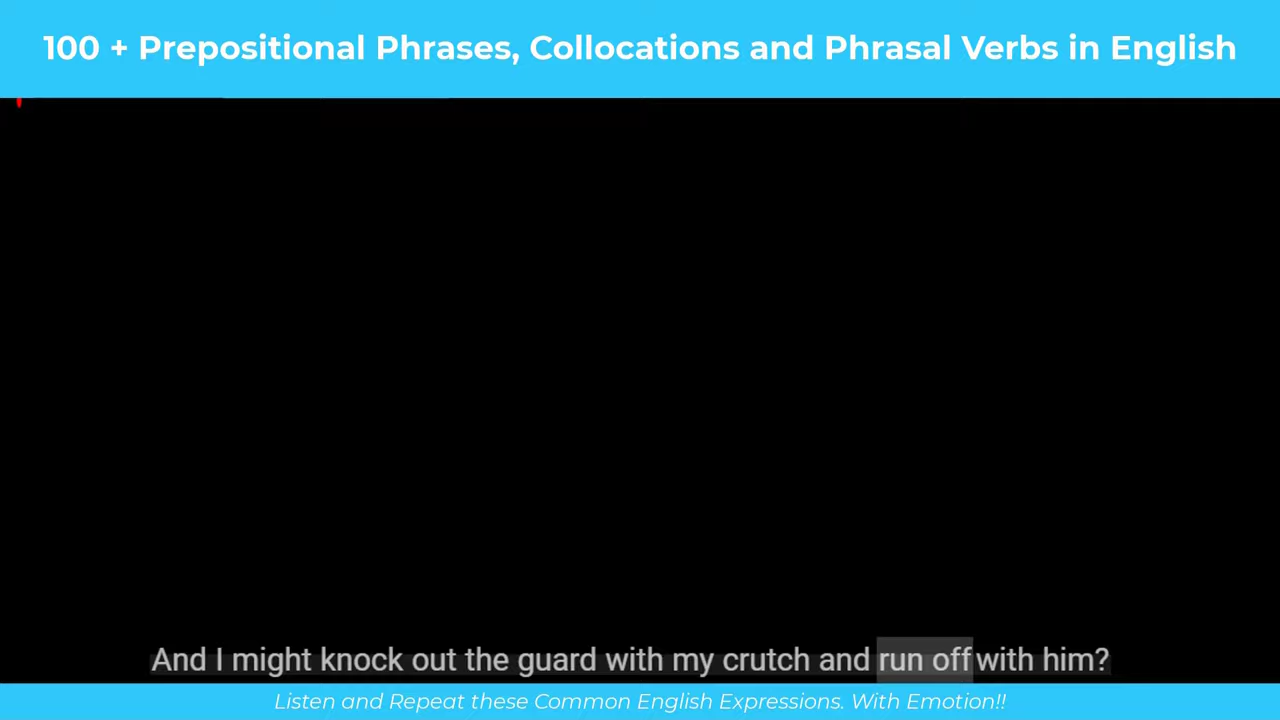 100 + Prepositional Phrases, Collocations and Phrasal Verbs in English
And I might knock out the guard with my crutch and run off with him?
Listen and Repeat these Common English Expressions. With Emotion!!